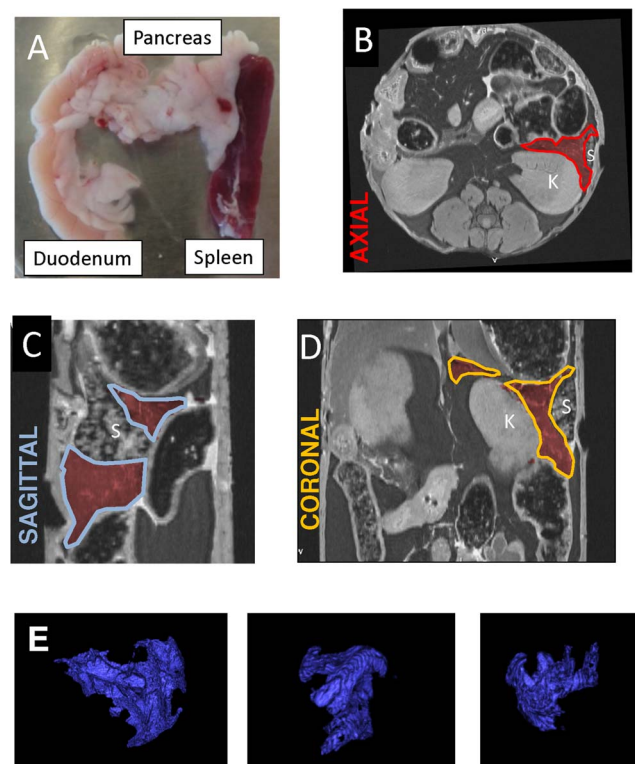 A
Pancreas
Duodenum
Spleen
B
S
K
AXIAL
C
S
SAGITTAL
D
S
K
CORONAL
E